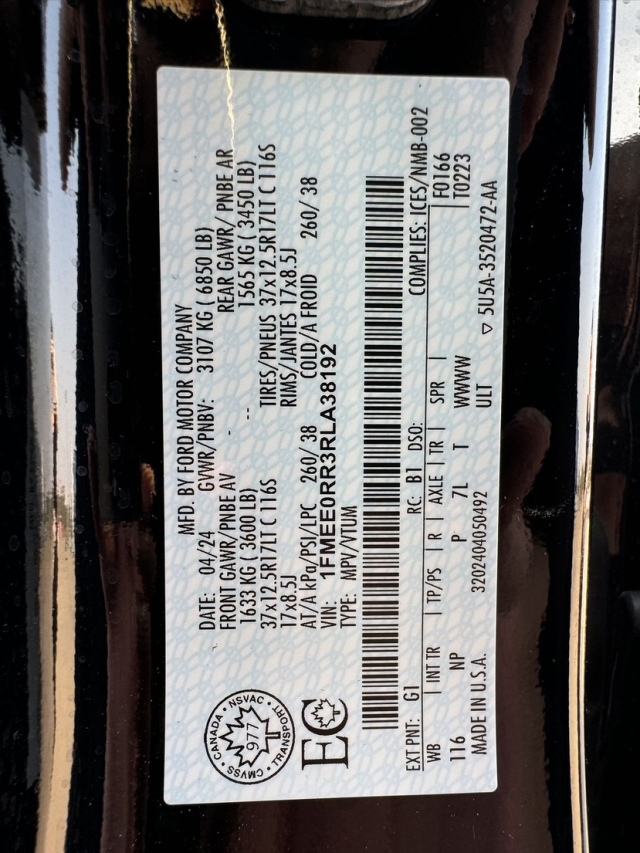 MFD. BY FORD MOTOR COMPANY
DATE: 04/24 GVWR/PNBV: 3107 KG ( 6850 LB)
FRONT GAWR/PNBE AV REAR GAWR/ PNBE AR
1633 KG ( 3600 LB) 1565 KG ( 3450 LB)
37x12.5R17LT C 116S TIRES/PNEUS 37x12.5R17LT C 116S
17x8.5J RIMS/JANTES 17x8.5J
AT/A kPa/PSI/LPC 260/ 38 COLD/A FROID 260/ 38
VIN: 1FMEE0RR3RLA38192
TYPE: MPV/VTUM
CANADA • NSVAC • TRANSPORT • CMVSS •
977
EC
EXT PNT: G1 RC: B1 DSO: COMPLIES: ICES/NMB-002
WB | INT TR | TP/PS | R | AXLE | TR | SPR | F0166
116 NP P 7L T WWWW T0223
ULT
MADE IN U.S.A. 3202404050492 ▽ 5U5A-3520472-AA